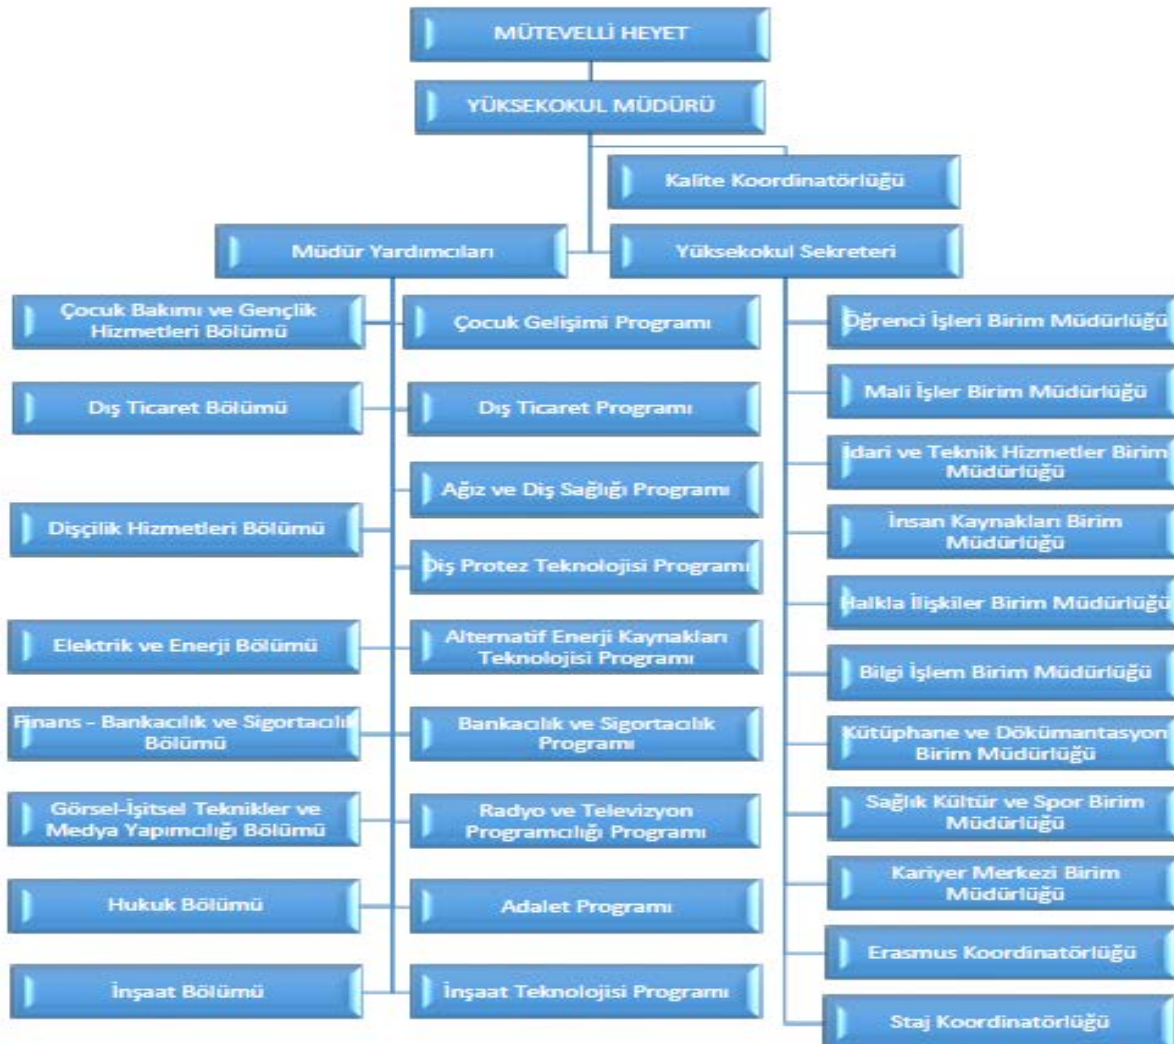 MÜTEVELLİ HEYET
YÜKSEKOKUL MÜDÜRÜ
Kalite Koordinatörlüğü
Müdür Yardımcıları
Yüksekokul Sekreteri
Çocuk Bakımı ve Gençlik
Hizmetleri Bölümü
Çocuk Gelişimi Programı
Dış Ticaret Bölümü
Dış Ticaret Programı
Dişçilik Hizmetleri Bölümü
Ağız ve Diş Sağlığı Programı
Diş Protez Teknolojisi Programı
Elektrik ve Enerji Bölümü
Alternatif Enerji Kaynakları
Teknolojisi Programı
Finans - Bankacılık ve Sigortacılık
Bölümü
Bankacılık ve Sigortacılık
Programı
Görsel-İşitsel Teknikler ve
Medya Yapımcılığı Bölümü
Radyo ve Televizyon
Programcılığı Programı
Hukuk Bölümü
Adalet Programı
İnşaat Bölümü
İnşaat Teknolojisi Programı
Öğrenci İşleri Birim Müdürlüğü
Mali İşler Birim Müdürlüğü
İdari ve Teknik Hizmetler Birim
Müdürlüğü
İnsan Kaynakları Birim
Müdürlüğü
Halkla İlişkiler Birim Müdürlüğü
Bilgi İşlem Birim Müdürlüğü
Kütüphane ve Dökümantasyon
Birim Müdürlüğü
Sağlık Kültür ve Spor Birim
Müdürlüğü
Kariyer Merkezi Birim
Müdürlüğü
Erasmus Koordinatörlüğü
Staj Koordinatörlüğü